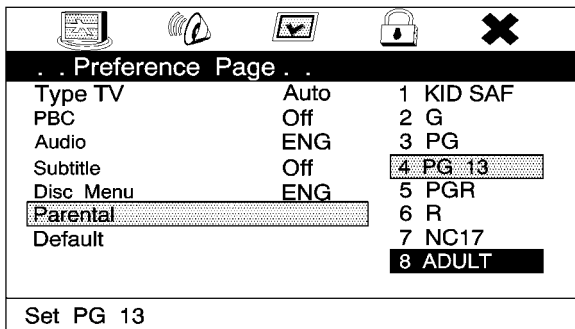 . . Preference Page . .
Type TV Auto
PBC Off
Audio ENG
Subtitle Off
Disc Menu ENG
Parental
Default
1 KID SAF
2 G
3 PG
4 PG 13
5 PGR
6 R
7 NC17
8 ADULT
Set PG 13